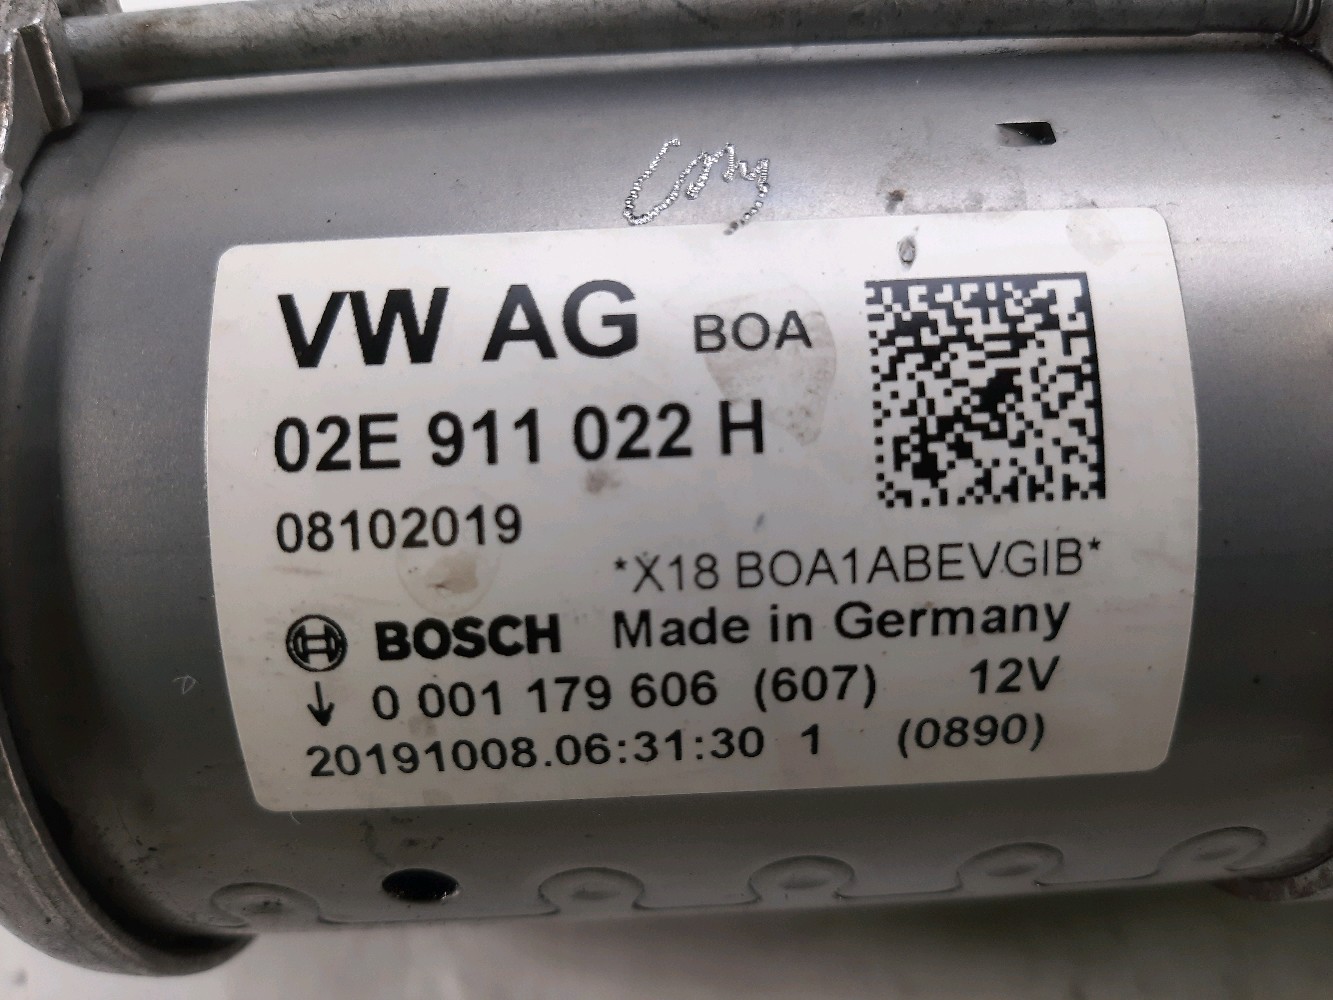 VW AG BOA
02E 911 022 H
08102019
*X18 BOA1ABEVGIB*
BOSCH Made in Germany
↓ 0 001 179 606 (607) 12V
20191008.06:31:30 1 (0890)